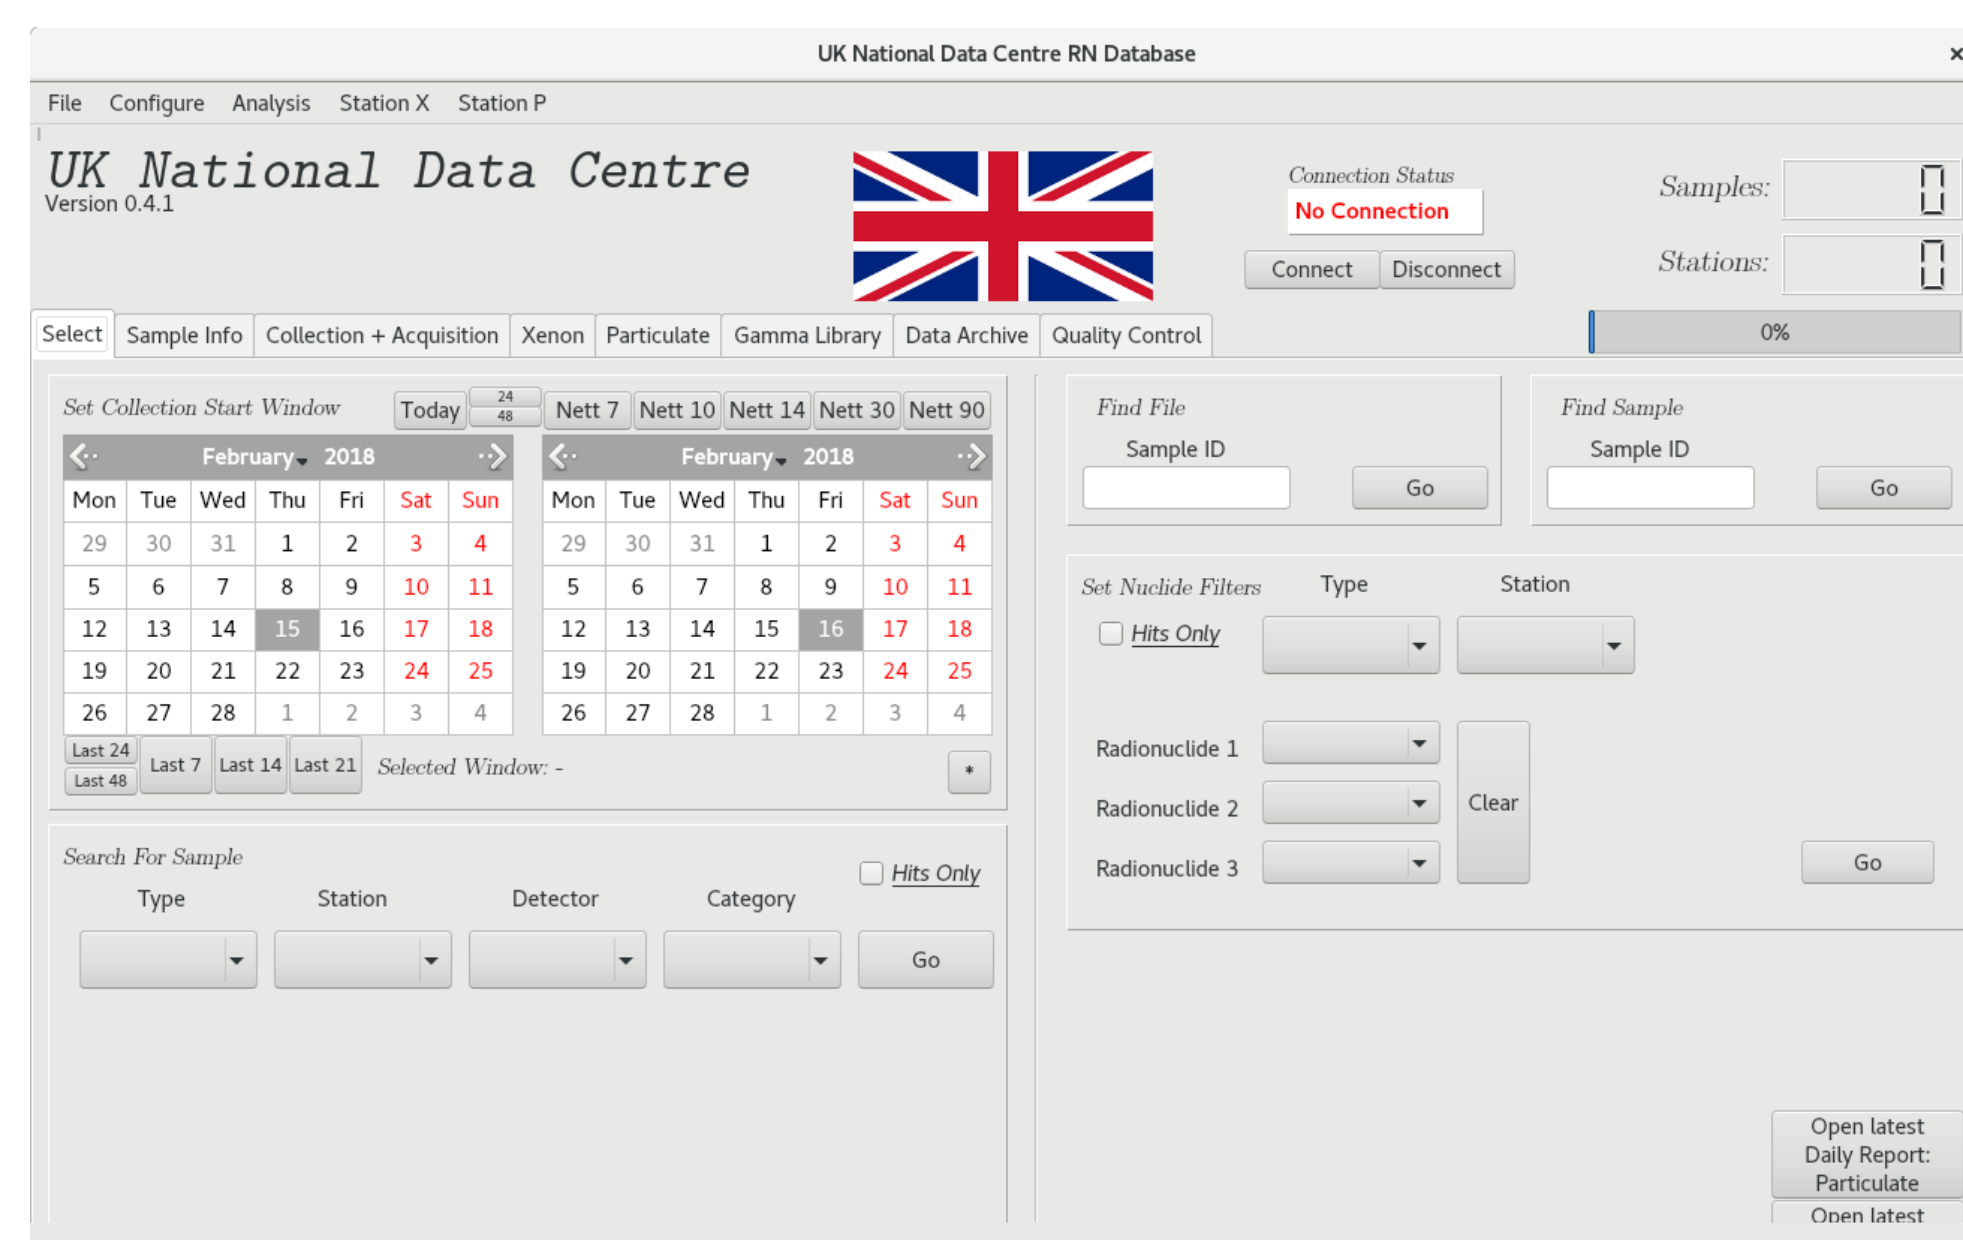 UK National Data Centre RN Database ×
File Configure Analysis Station X Station P
UK National Data Centre
Version 0.4.1
Connection Status
No Connection
Connect Disconnect
Samples: 0
Stations: 0
Select Sample Info Collection + Acquisition Xenon Particulate Gamma Library Data Archive Quality Control
0%
Set Collection Start Window Today 24 48 Nett 7 Nett 10 Nett 14 Nett 30 Nett 90
February 2018
Mon Tue Wed Thu Fri Sat Sun
29 30 31 1 2 3 4
5 6 7 8 9 10 11
12 13 14 15 16 17 18
19 20 21 22 23 24 25
26 27 28 1 2 3 4
February 2018
Mon Tue Wed Thu Fri Sat Sun
29 30 31 1 2 3 4
5 6 7 8 9 10 11
12 13 14 15 16 17 18
19 20 21 22 23 24 25
26 27 28 1 2 3 4
Last 24
Last 48
Last 7 Last 14 Last 21 Selected Window: - *
Search For Sample
Hits Only
Type Station Detector Category
Go
Find File
Sample ID
Go
Find Sample
Sample ID
Go
Set Nuclide Filters Type Station
Hits Only
Radionuclide 1
Radionuclide 2
Radionuclide 3
Clear
Go
Open latest
Daily Report:
Particulate
Open latest